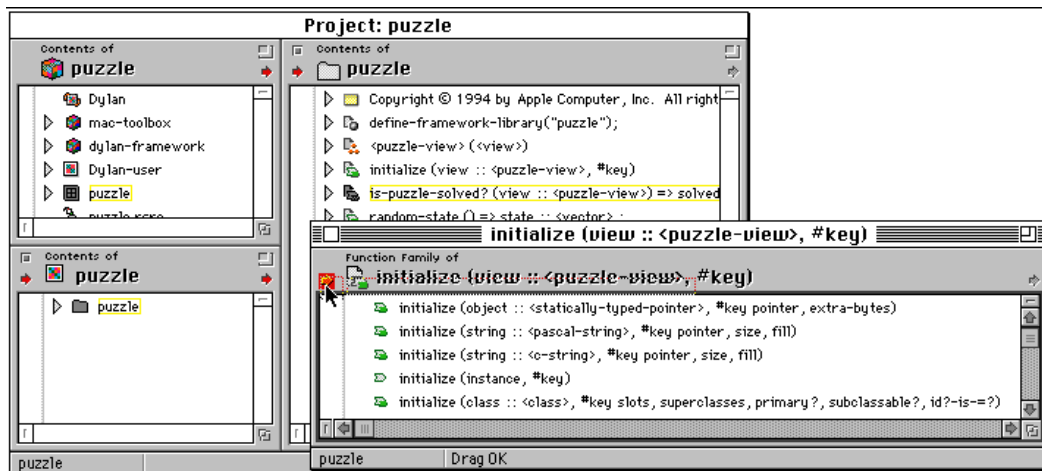 Project: puzzle
Contents of
puzzle
Dylan
mac-toolbox
dylan-framework
Dylan-user
puzzle
puzzle.rsrc
Contents of
puzzle
puzzle
puzzle
Contents of
puzzle
Copyright © 1994 by Apple Computer, Inc. All right
define-framework-library("puzzle");
<puzzle-view> (<view>)
initialize (view :: <puzzle-view>, #key)
is-puzzle-solved? (view :: <puzzle-view>) => solved
random-state () => state :: <vector> ;
initialize (view :: <puzzle-view>, #key)
Function Family of
initialize (view :: <puzzle-view>, #key)
initialize (object :: <statically-typed-pointer>, #key pointer, extra-bytes)
initialize (string :: <pascal-string>, #key pointer, size, fill)
initialize (string :: <c-string>, #key pointer, size, fill)
initialize (instance, #key)
initialize (class :: <class>, #key slots, superclasses, primary?, subclassable?, id?-is-=?)
puzzle
Drag OK